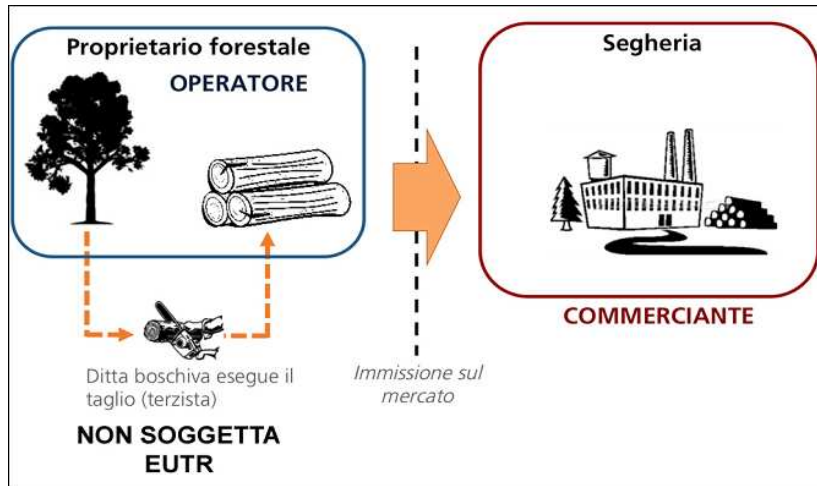 Proprietario forestale
OPERATORE
Segheria
COMMERCIANTE
Ditta boschiva esegue il
taglio (terzista)
NON SOGGETTA
EUTR
Immissione sul
mercato